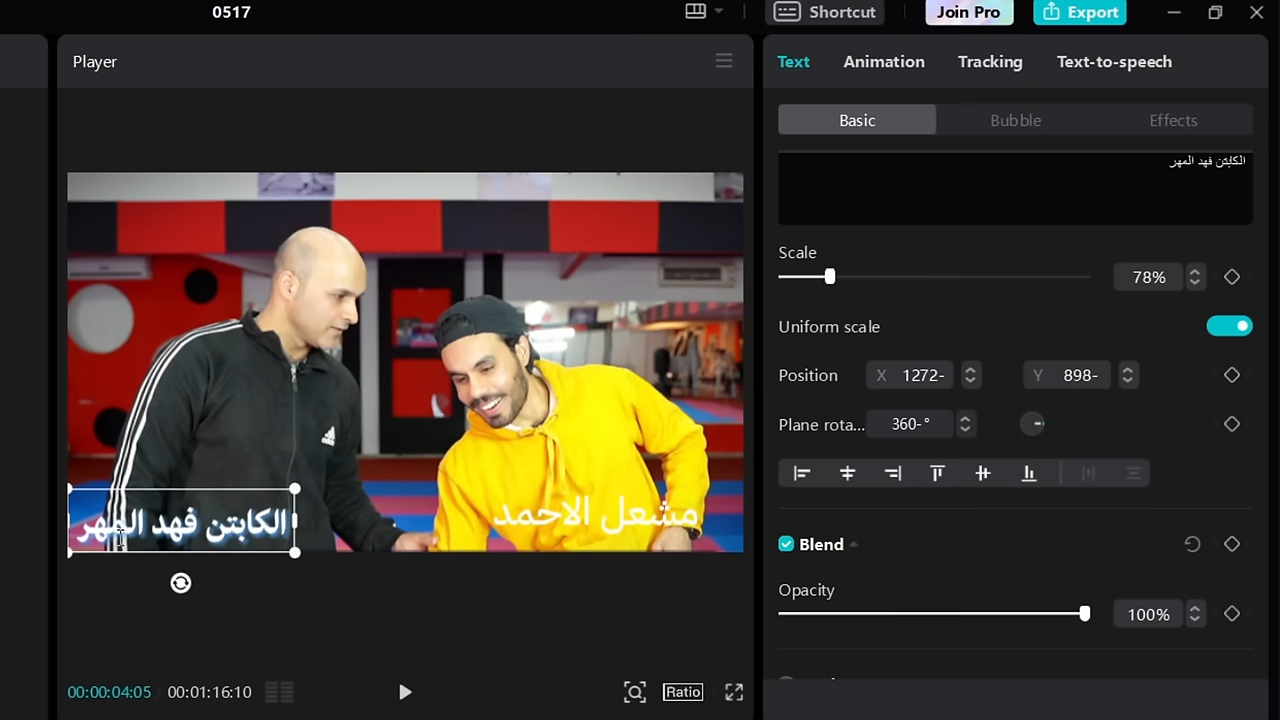 0517
Shortcut
Join Pro
Export
Player
Text
Animation
Tracking
Text-to-speech
Basic
Bubble
Effects
الكابتن فهد المهر
Scale
78%
Uniform scale
Position
X 1272-
Y 898-
Plane rota...
360-°
adidas
مشعل الاحمد
الكابتن فهد المهر
Blend
Opacity
100%
00:00:04:05
00:01:16:10
Ratio